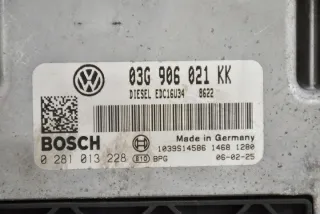 03G 906 021 KK
DIESEL EDC16U34 8622
BOSCH
Made in Germany
1039S14586 1468 1280
0 281 013 228 BPG 06-02-25